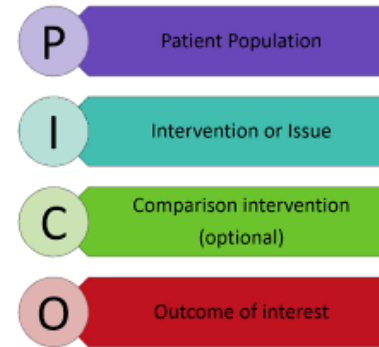 P
Patient Population
I
Intervention or Issue
C
Comparison intervention
(optional)
O
Outcome of interest